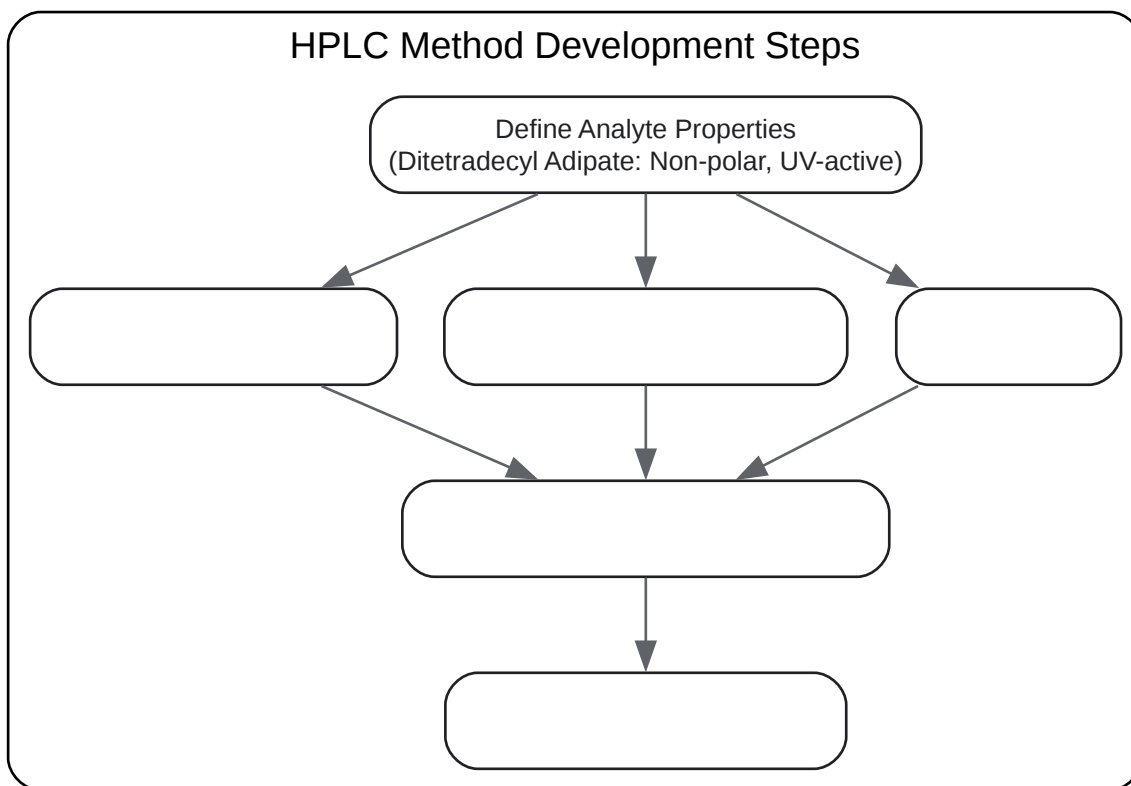 HPLC Method Development Steps
Define Analyte Properties
(Ditetradecyl Adipate: Non-polar, UV-active)